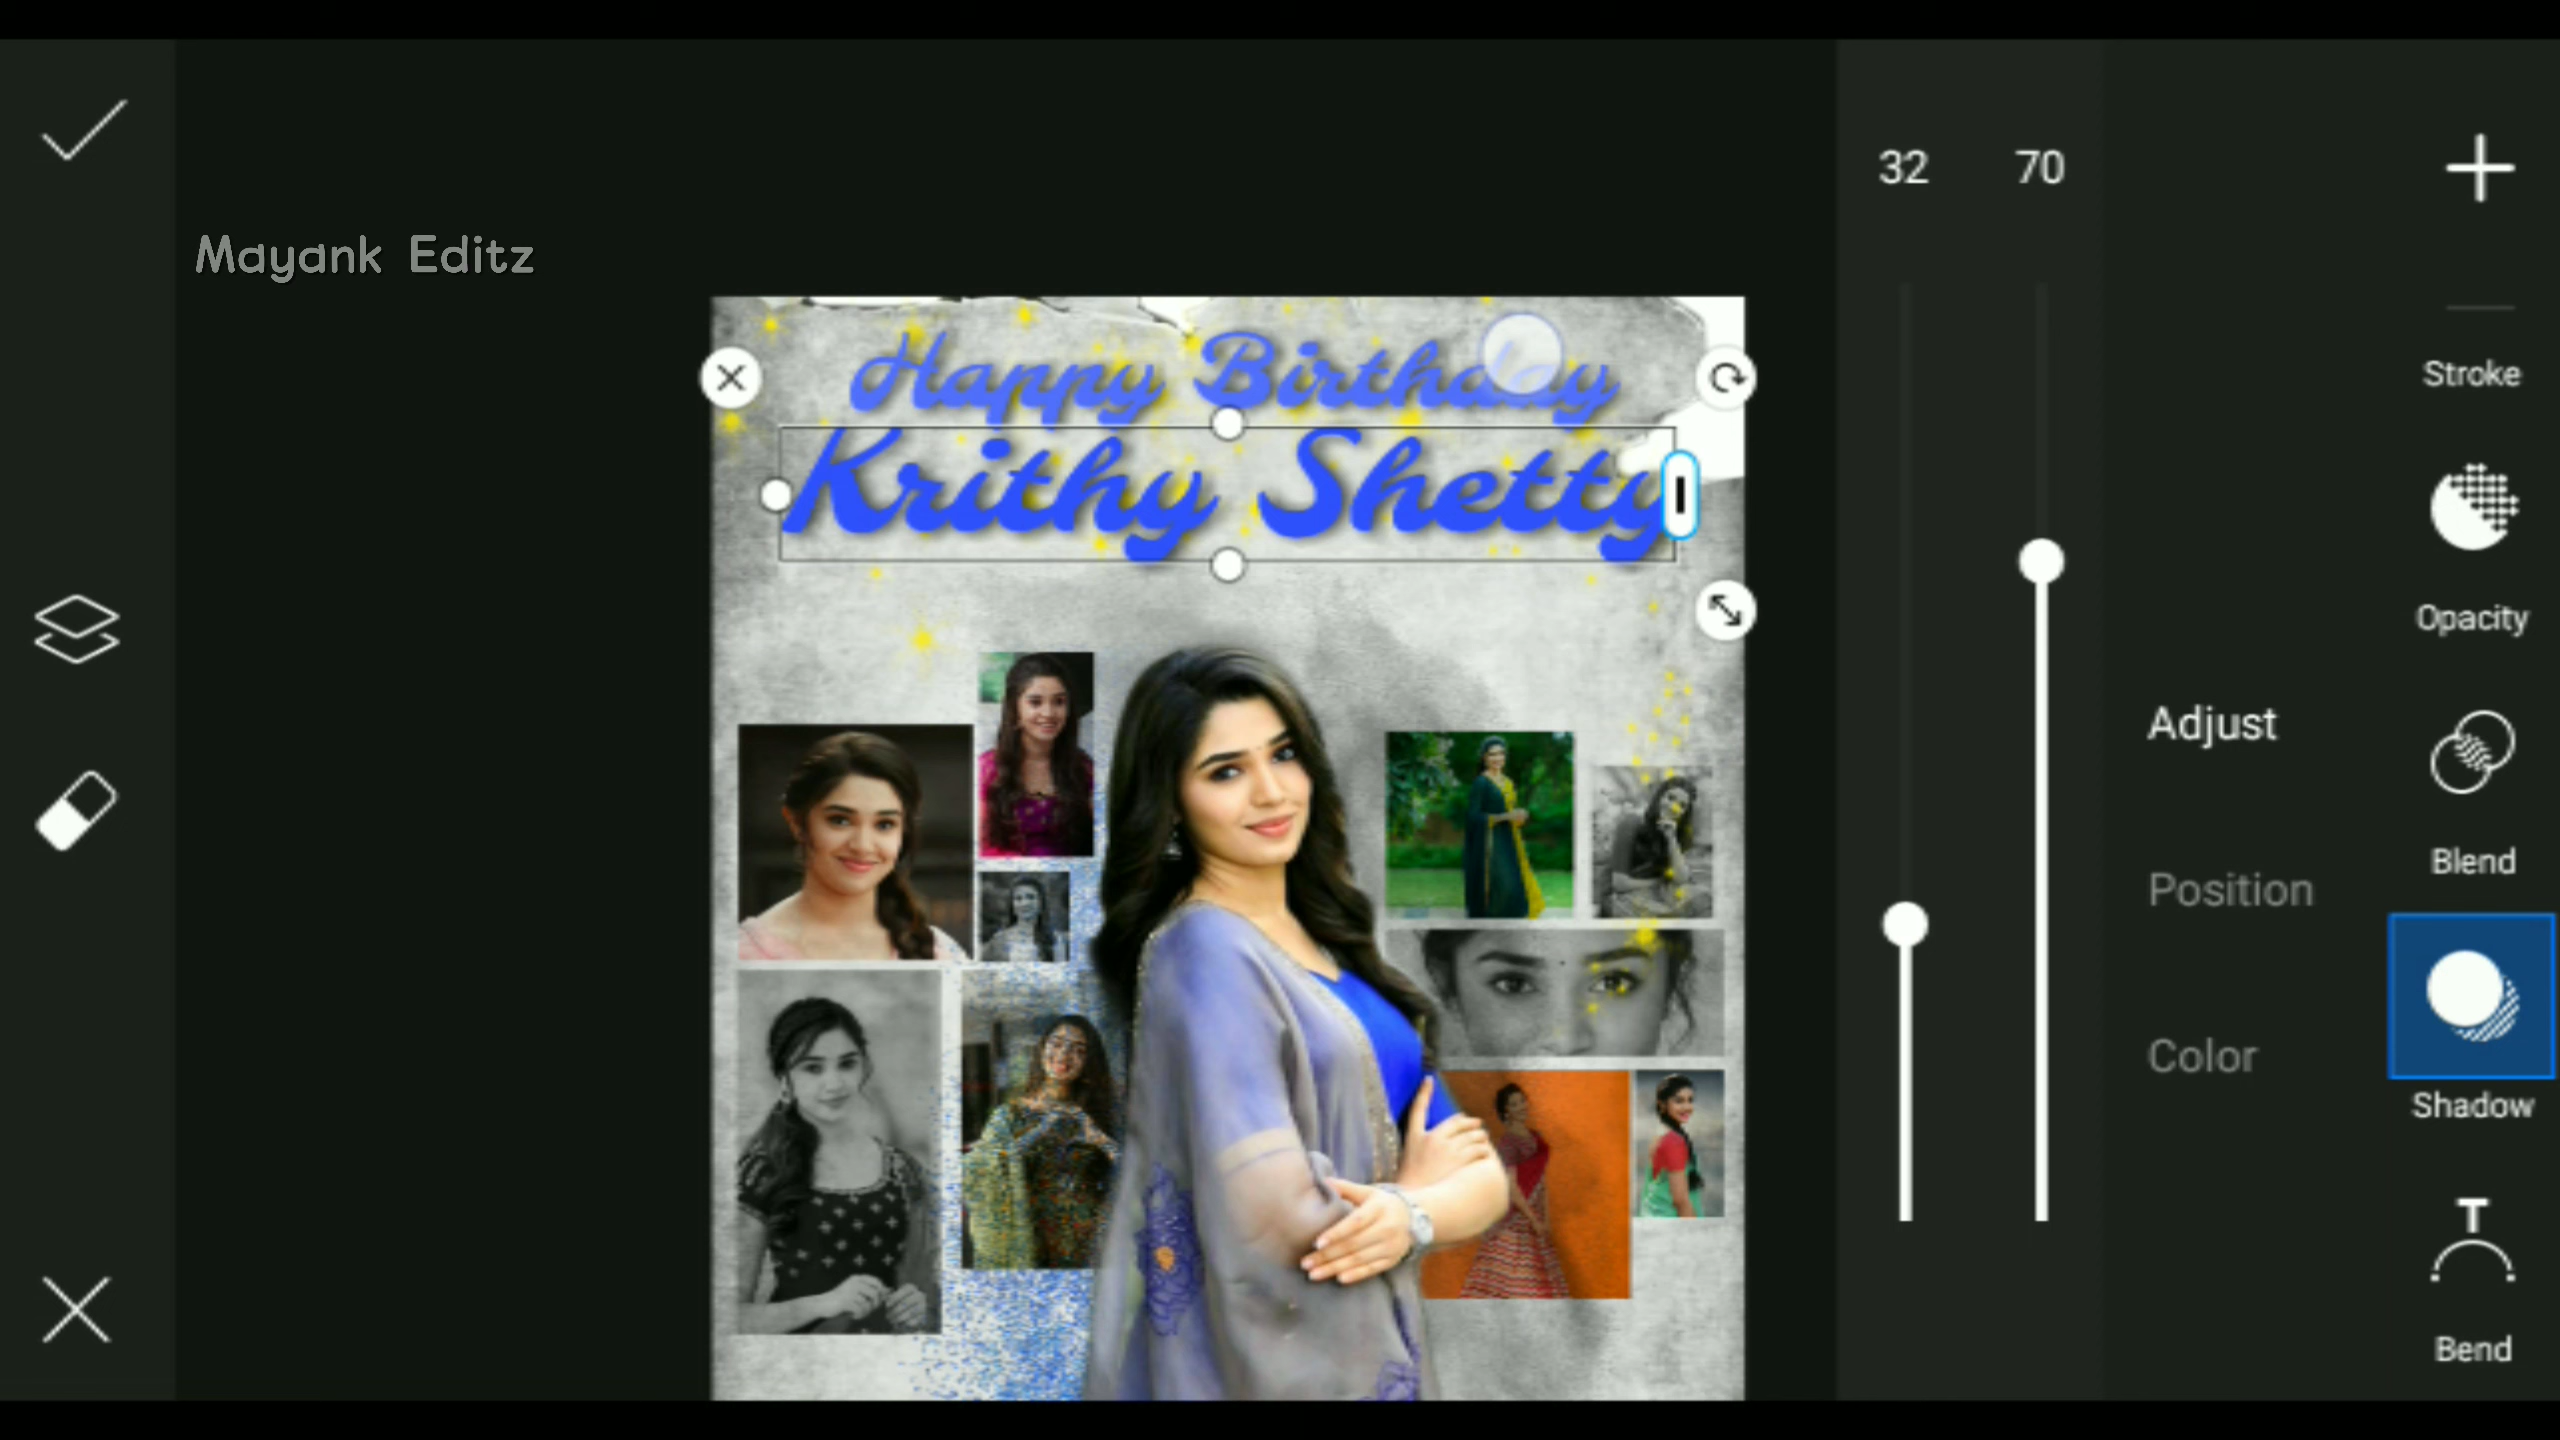 32 70
Mayank Editz
Happy Birthday
Krithy Shetty
Stroke
Opacity
Adjust
Blend
Position
Color
Shadow
Bend